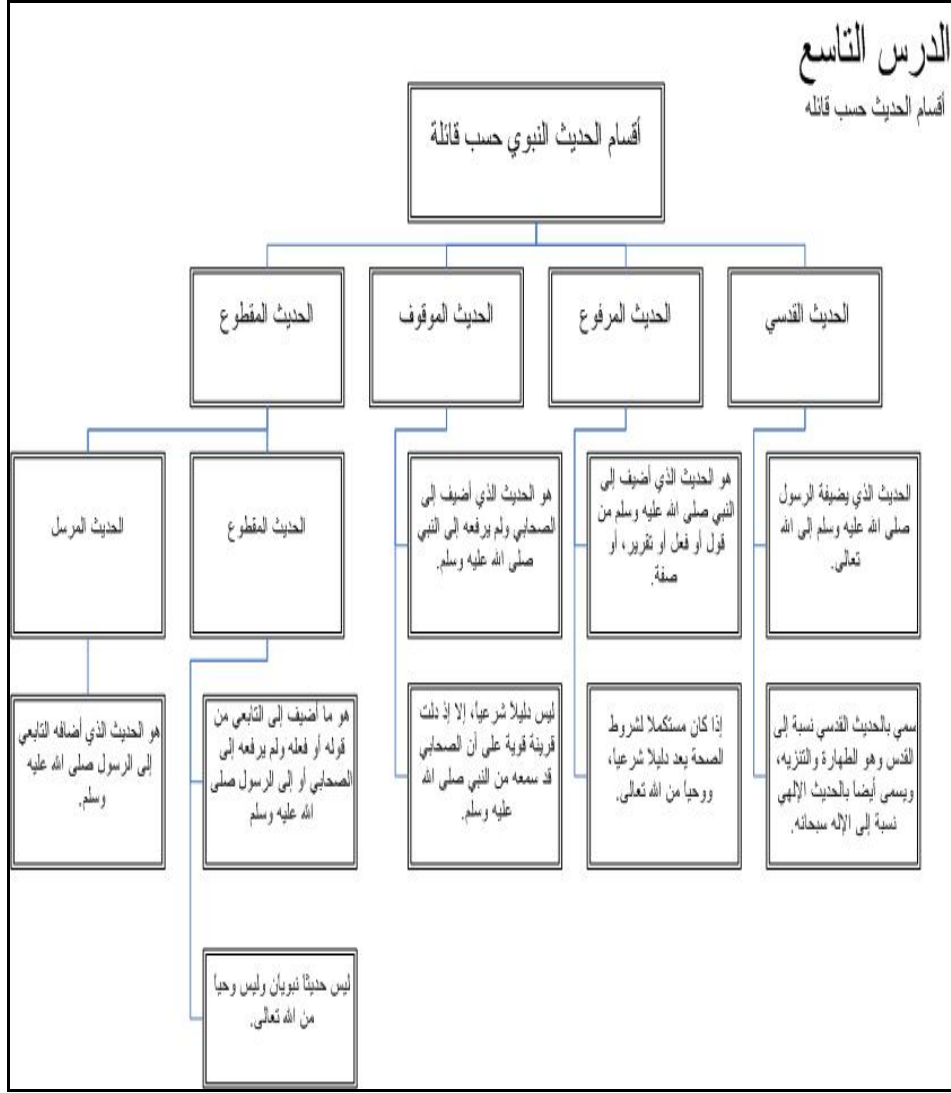 الدرس التاسع
أقسام الحديث حسب قائله
أقسام الحديث النبوي حسب قائلة
الحديث القدسي
الحديث المرفوع
الحديث الموقوف
الحديث المقطوع
الحديث الذي يضيفة الرسول
صلى الله عليه وسلم إلى الله
تعالى.
هو الحديث الذي أضيف إلى
النبي صلى الله عليه وسلم من
قول أو فعل أو تقرير، أو
صفة.
هو الحديث الذي أضيف الى
الصحابي ولم يرفعه إلى النبي
صلى الله عليه وسلم.
الحديث المقطوع
الحديث المرسل
سمي بالحديث القدسي نسبة إلى
القدس وهو الطهارة والتنزيه،
ويسمى أيضا بالحديث الإلهي
نسبة إلى الإله سبحانه.
إذا كان مستكملا لشروط
الصحة يعد دليلا شرعيا،
ووحيا من الله تعالى.
ليس دليلا شرعيا، إلا إذ دلت
قرينة قوية على أن الصحابي
قد سمعه من النبي صلى الله
عليه وسلم.
هو ما أضيف إلى التابعي من
قوله أو فعله ولم يرفعه إلى
الصحابي أو إلى الرسول صلى
الله عليه وسلم
هو الحديث الذي أضافه التابعي
إلى الرسول صلى الله عليه
وسلم.
ليس حديثا نبويان وليس وحيا
من الله تعالى.